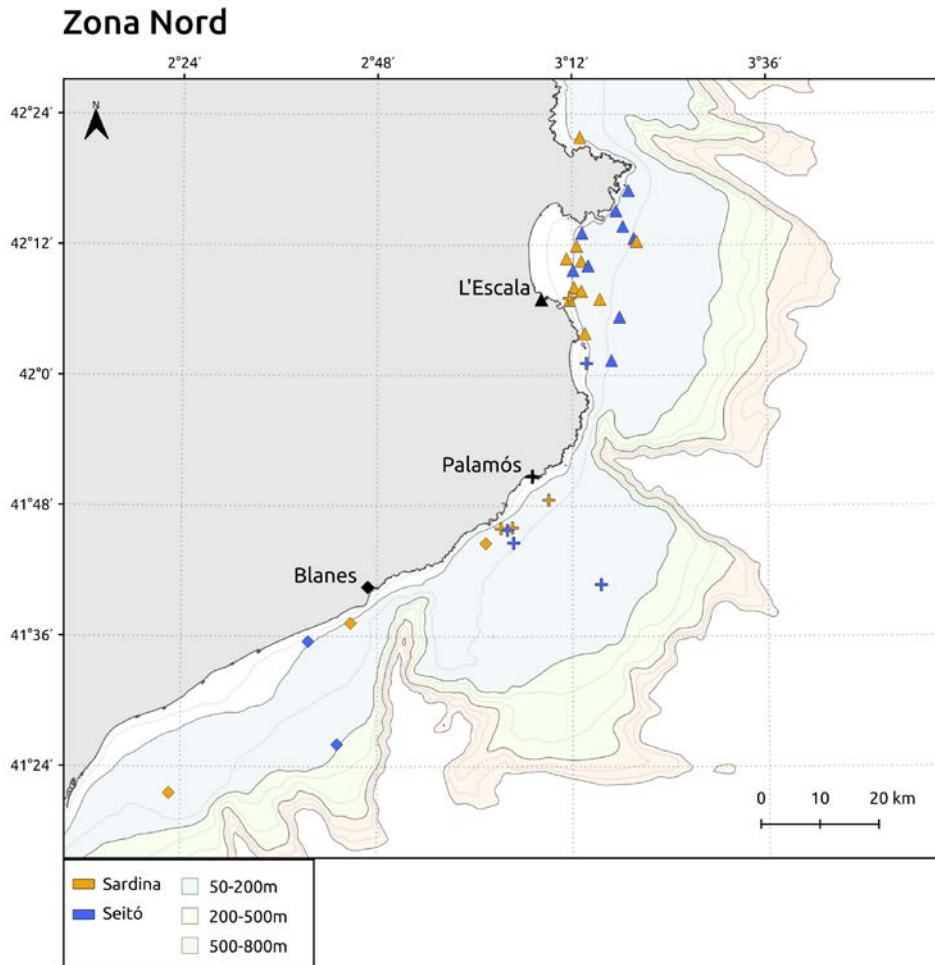 Zona Nord
2°24′ 2°48′ 3°12′ 3°36′
42°24′
N
42°12′
L'Escala
42°0′
Palamós
41°48′
Blanes
41°36′
41°24′
0 10 20 km
Sardina 50-200m
Seitó 200-500m
500-800m